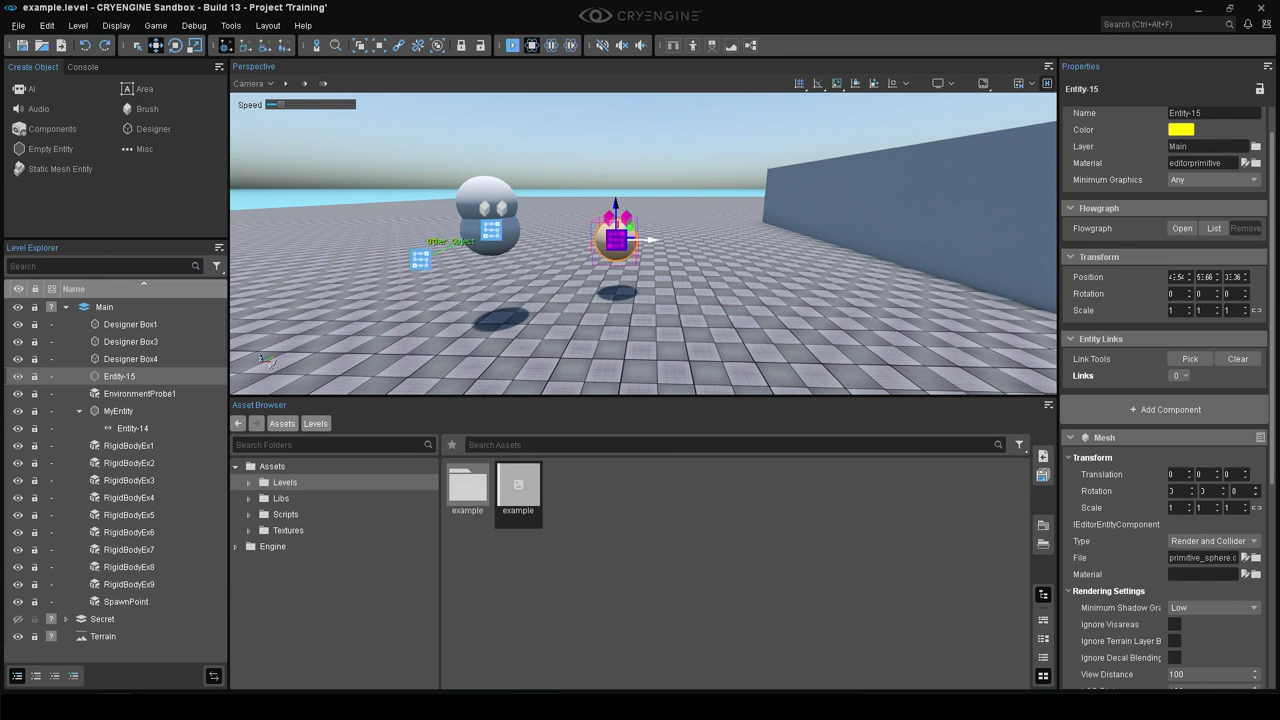 example.level - CRYENGINE Sandbox - Build 13 - Project 'Training'
CRYENGINE
File Edit Level Display Game Debug Tools Layout Help
Search (Ctrl+Alt+F)
Create Object Console
AI Area
Audio Brush
Components Designer
Empty Entity Misc
Static Mesh Entity
Level Explorer
Search
Name
? Main
- Designer Box1
- Designer Box3
- Designer Box4
- Entity-15
- EnvironmentProbe1
- MyEntity
- Entity-14
- RigidBodyEx1
- RigidBodyEx2
- RigidBodyEx3
- RigidBodyEx4
- RigidBodyEx5
- RigidBodyEx6
- RigidBodyEx7
- RigidBodyEx8
- RigidBodyEx9
- SpawnPoint
? Secret
? Terrain
Perspective
Camera
Speed
Other Object
Asset Browser
Assets Levels
Search Folders
Search Assets
Assets
Levels
Libs
Scripts
Textures
Engine
example
example
Properties
Entity-15
Name Entity-15
Color
Layer Main
Material editorprimitive
Minimum Graphics Any
Flowgraph
Flowgraph Open List Remove
Transform
Position
Rotation 0 0 0
Scale 1 1 1
Entity Links
Link Tools Pick Clear
Links 0
Add Component
Mesh
Transform
Translation 0 0 0
Rotation 0 0 0
Scale 1 1 1
IEditorEntityComponent
Type Render and Collider
File primitive_sphere.c
Material
Rendering Settings
Minimum Shadow Gra Low
Ignore Visareas
Ignore Terrain Layer B
Ignore Decal Blending
View Distance 100